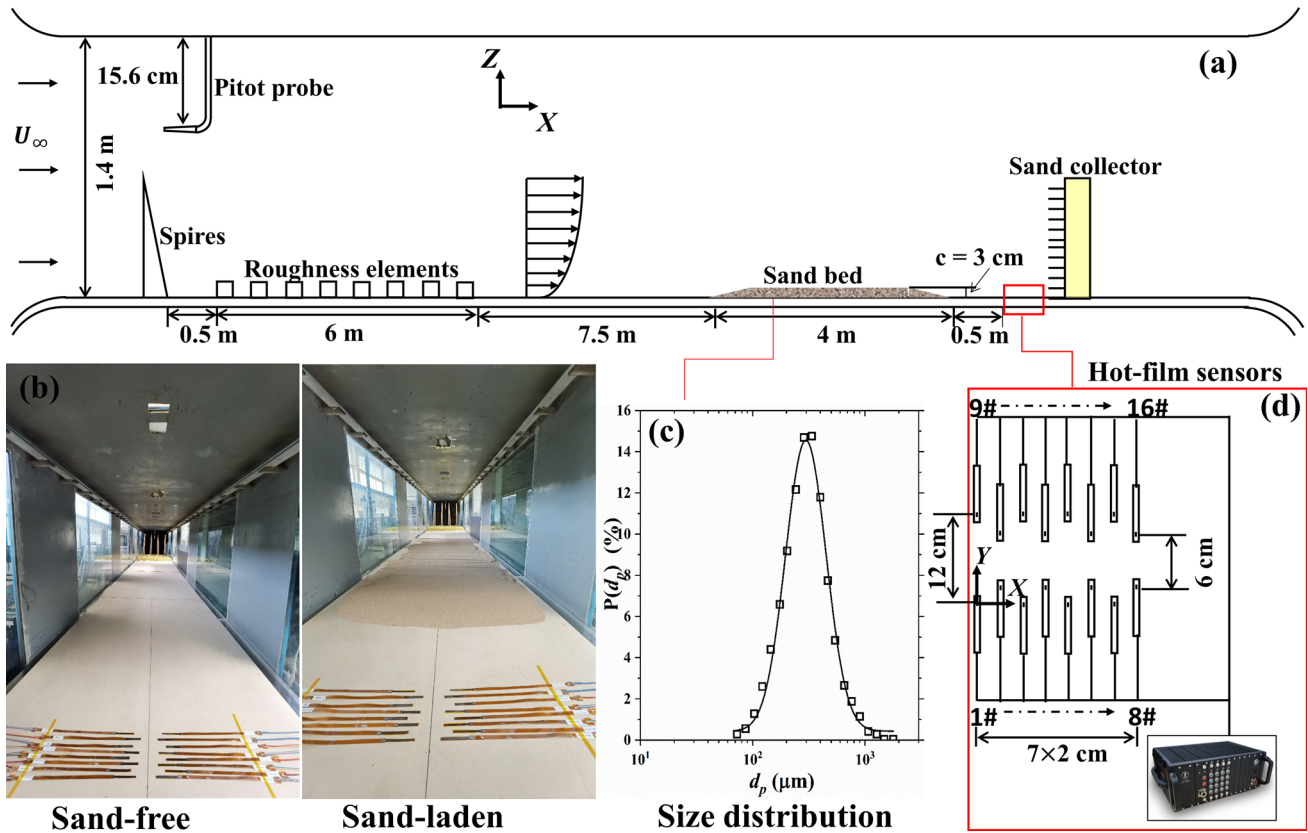 (a)
15.6 cm
Pitot probe
Z
X
U∞
1.4 m
Spires
Roughness elements
Sand bed
c = 3 cm
Sand collector
0.5 m
6 m
7.5 m
4 m
0.5 m
(b)
Sand-free
Sand-laden
(c)
P(dp) (%)
16
14
12
10
8
6
4
2
0
10¹
10²
10³
dp (μm)
Size distribution
Hot-film sensors
(d)
9#
16#
12 cm
6 cm
Y
X
1#
8#
7×2 cm